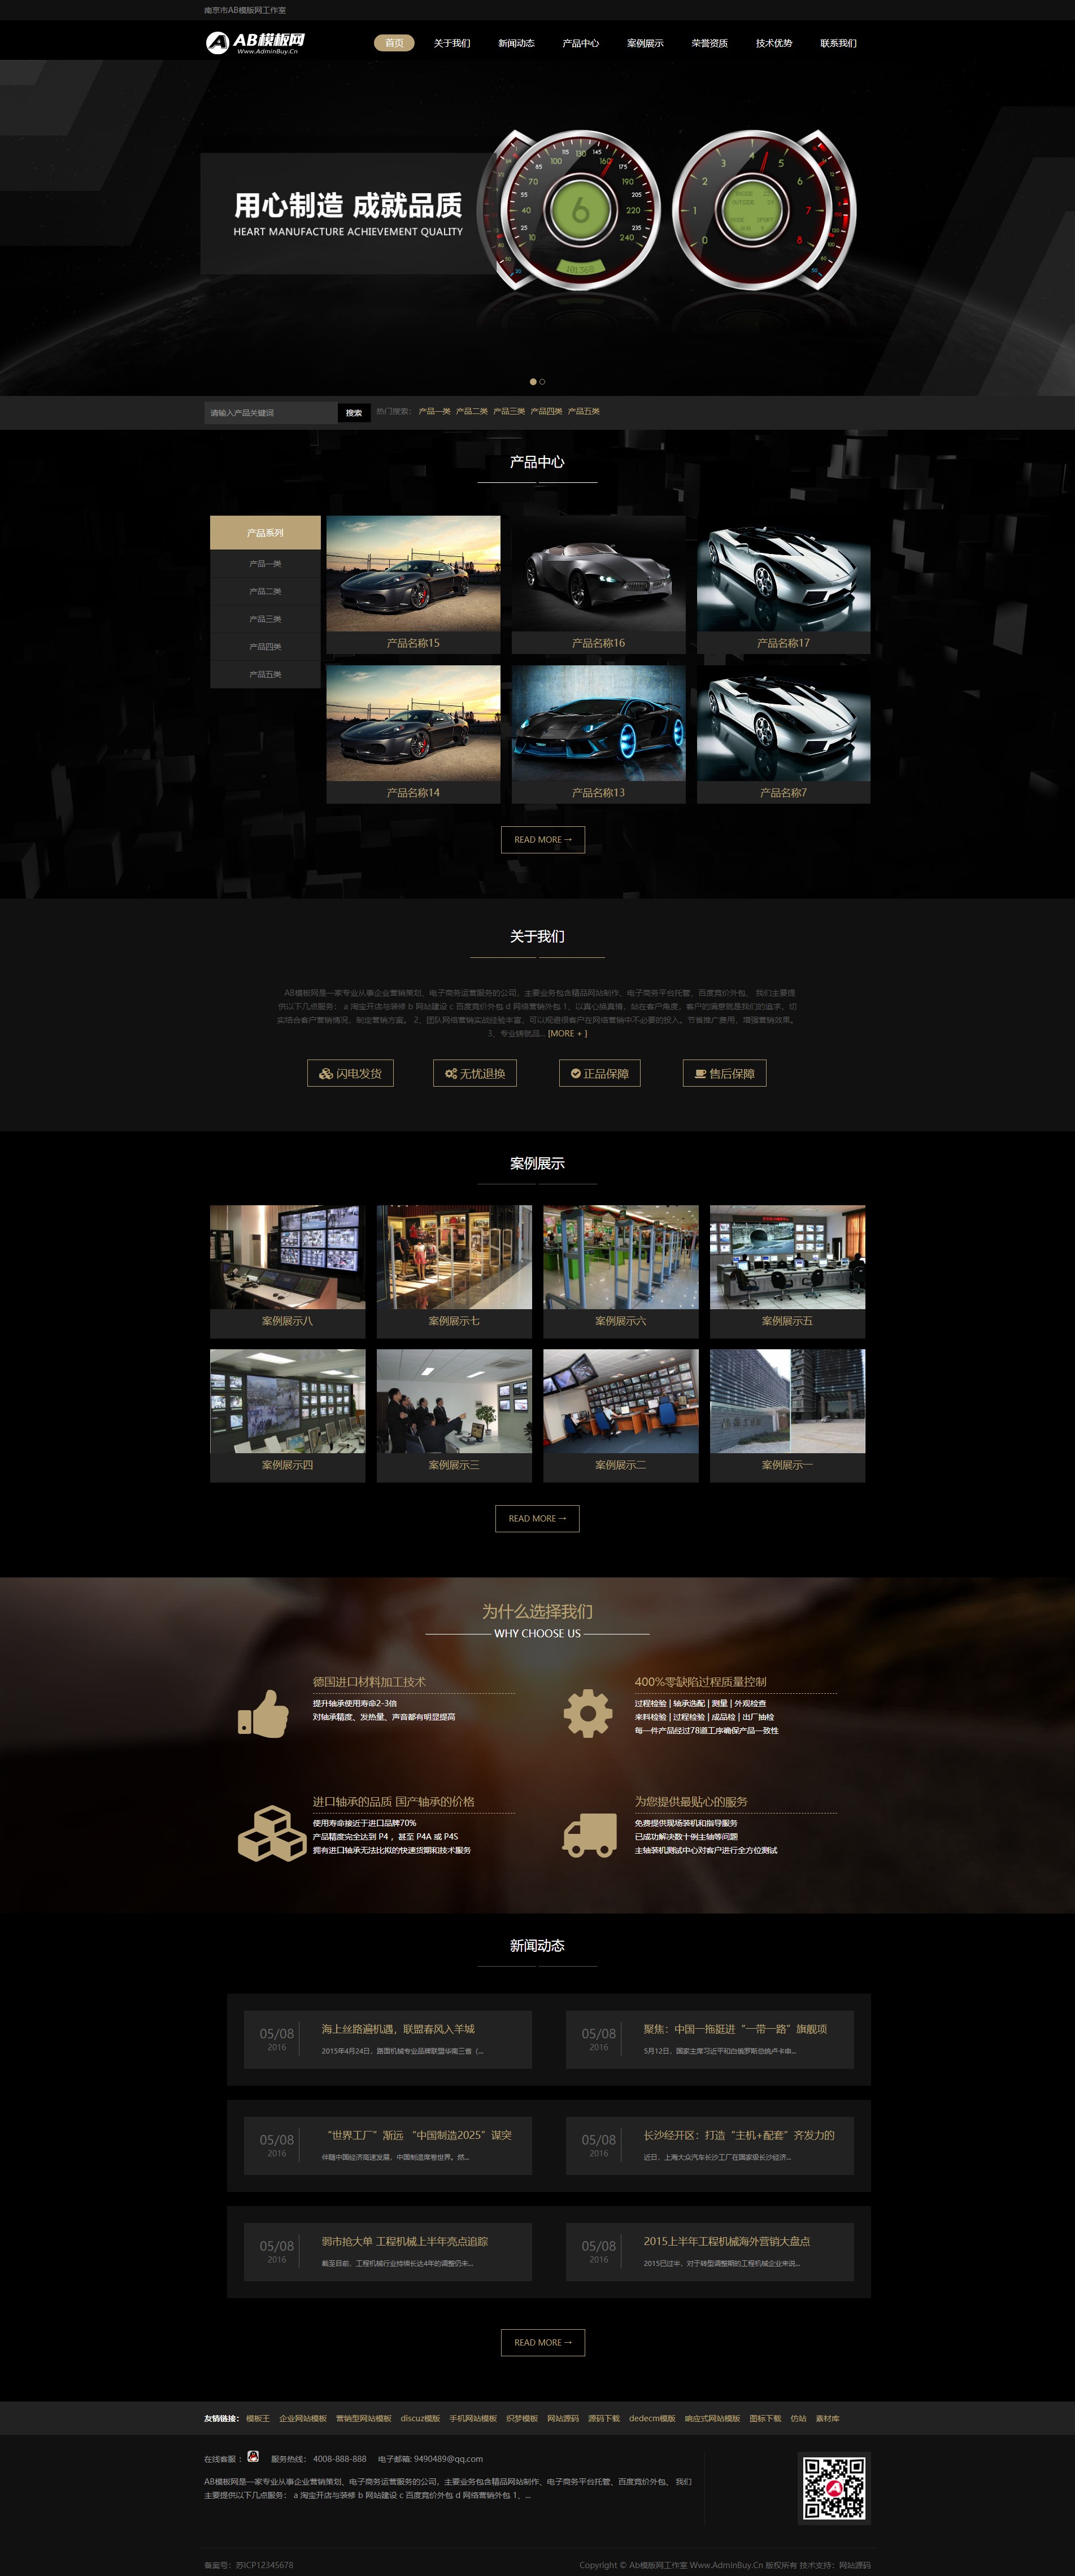 南京市AB模版网工作室
AB模板网
Www.AdminBuy.Cn
首页 关于我们 新闻动态 产品中心 案例展示 荣誉资质 技术优势 联系我们
用心制造 成就品质
HEART MANUFACTURE ACHIEVEMENT QUALITY
请输入产品关键词 搜索 热门搜索： 产品一类 产品二类 产品三类 产品四类 产品五类
产品中心
产品系列
产品一类
产品二类
产品三类
产品四类
产品五类
产品名称15 产品名称16 产品名称17
产品名称14 产品名称13 产品名称7
READ MORE →
关于我们
AB模板网是一家专业从事企业营销策划、电子商务运营服务的公司，主要业务包含精品网站制作、电子商务平台托管、百度竞价外包、 我们主要提
供以下几点服务： a 淘宝开店与装修 b 网站建设 c 百度竞价外包 d 网络营销外包 1、以真心换真情，站在客户角度，客户的满意就是我们的追求，切
实结合客户营销情况，制定营销方案。 2、团队网络营销实战经验丰富，可以规避很客户在网络营销中不必要的投入。节省推广费用，增强营销效果。
3、专业铸就品... [MORE + ]
闪电发货 无忧退换 正品保障 售后保障
案例展示
案例展示八 案例展示七 案例展示六 案例展示五
案例展示四 案例展示三 案例展示二 案例展示一
READ MORE →
为什么选择我们
WHY CHOOSE US
德国进口材料加工技术
提升轴承使用寿命2-3倍
对轴承精度、发热量、声音都有明显提高
400%零缺陷过程质量控制
过程检验 | 轴承选配 | 测量 | 外观检查
来料检验 | 过程检验 | 成品检 | 出厂抽检
每一件产品经过78道工序确保产品一致性
进口轴承的品质 国产轴承的价格
使用寿命接近于进口品牌70%
产品精度完全达到 P4 ，甚至 P4A 或 P4S
拥有进口轴承无法比拟的快速货期和技术服务
为您提供最贴心的服务
免费提供现场装机和指导服务
已成功解决数十例主轴等问题
主轴装机测试中心对客户进行全方位测试
新闻动态
05/08
2016
海上丝路遍机遇，联盟春风入羊城
2015年4月24日，路面机械专业品牌联盟华南三省（...
05/08
2016
聚焦：中国一拖挺进“一带一路”旗舰项
5月12日，国家主席习近平和白俄罗斯总统卢卡申...
05/08
2016
“世界工厂”渐远 “中国制造2025”谋突
伴随中国经济高速发展，中国制造席卷世界。然...
05/08
2016
长沙经开区：打造“主机+配套”齐发力的
近日，上海大众汽车长沙工厂在国家级长沙经济...
05/08
2016
弱市抢大单 工程机械上半年亮点追踪
截至目前，工程机械行业持续长达4年的调整仍未...
05/08
2016
2015上半年工程机械海外营销大盘点
2015已过半，对于转型调整期的工程机械企业来说...
READ MORE →
友情链接： 模板王 企业网站模板 营销型网站模板 discuz模版 手机网站模板 织梦模板 网站源码 源码下载 dedecm模版 响应式网站模版 图标下载 仿站 素材库
在线客服 ： 服务热线： 4008-888-888 电子邮箱: 9490489@qq.com
AB模板网是一家专业从事企业营销策划、电子商务运营服务的公司，主要业务包含精品网站制作、电子商务平台托管、百度竞价外包、 我们
主要提供以下几点服务： a 淘宝开店与装修 b 网站建设 c 百度竞价外包 d 网络营销外包 1、...
备案号：苏ICP12345678
Copyright © Ab模版网工作室 Www.AdminBuy.Cn 版权所有 技术支持：网站源码